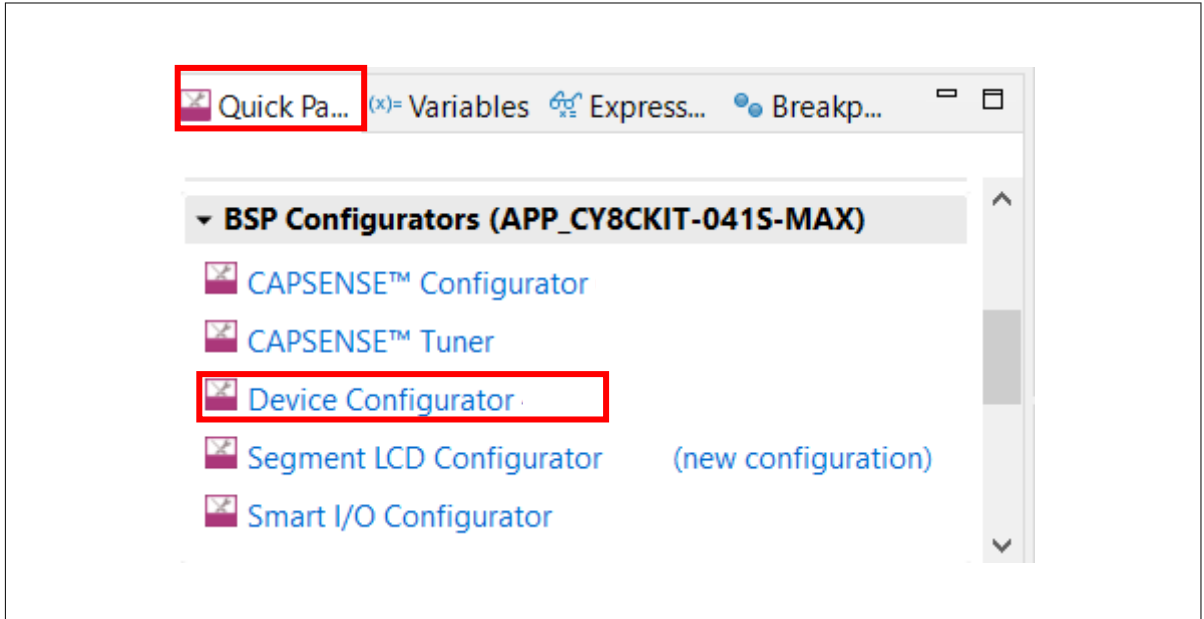 Quick Pa... (x)= Variables Express... Breakp...
BSP Configurators (APP_CY8CKIT-041S-MAX)
CAPSENSE™ Configurator
CAPSENSE™ Tuner
Device Configurator
Segment LCD Configurator (new configuration)
Smart I/O Configurator